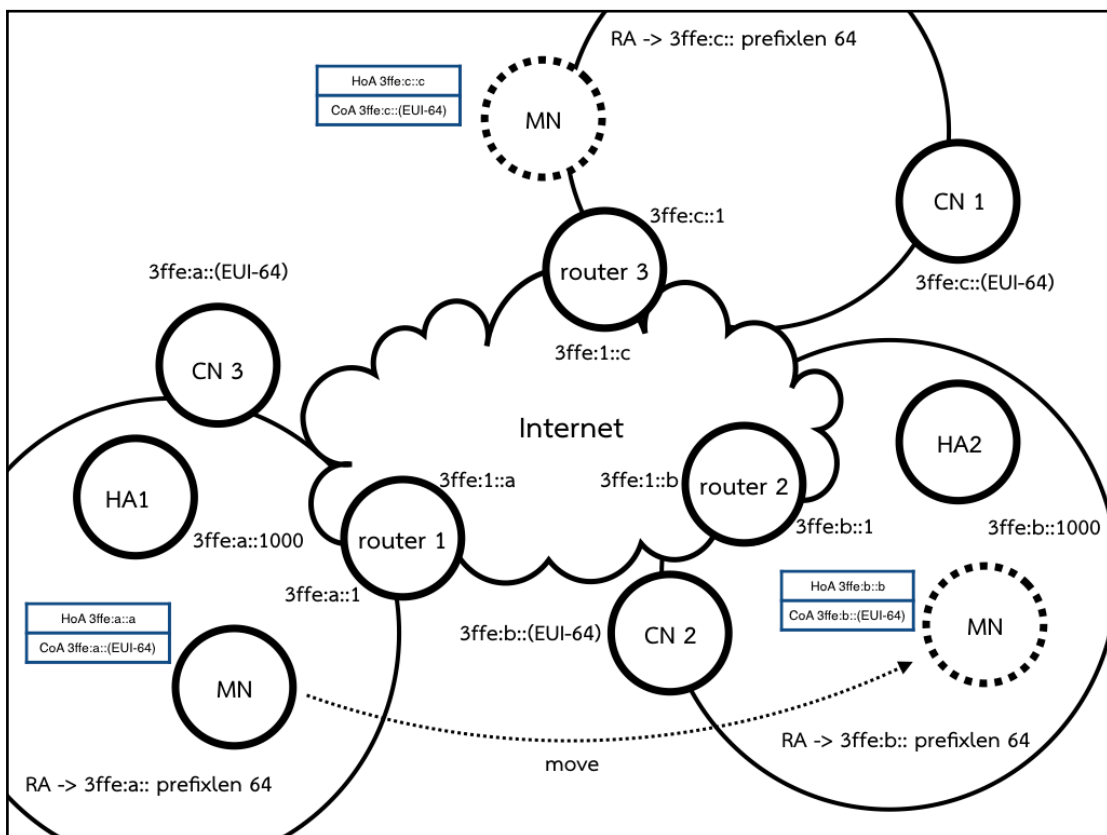 RA -> 3ffe:c:: prefixlen 64
HoA 3ffe:c::c
CoA 3ffe:c::(EUI-64)
MN
CN 1
3ffe:c::1
3ffe:c::(EUI-64)
router 3
3ffe:1::c
3ffe:a::(EUI-64)
CN 3
Internet
HA1
3ffe:a::1000
3ffe:1::a
router 1
3ffe:a::1
3ffe:1::b
router 2
3ffe:b::1
HA2
3ffe:b::1000
HoA 3ffe:a::a
CoA 3ffe:a::(EUI-64)
MN
3ffe:b::(EUI-64)
CN 2
HoA 3ffe:b::b
CoA 3ffe:b::(EUI-64)
MN
move
RA -> 3ffe:a:: prefixlen 64
RA -> 3ffe:b:: prefixlen 64